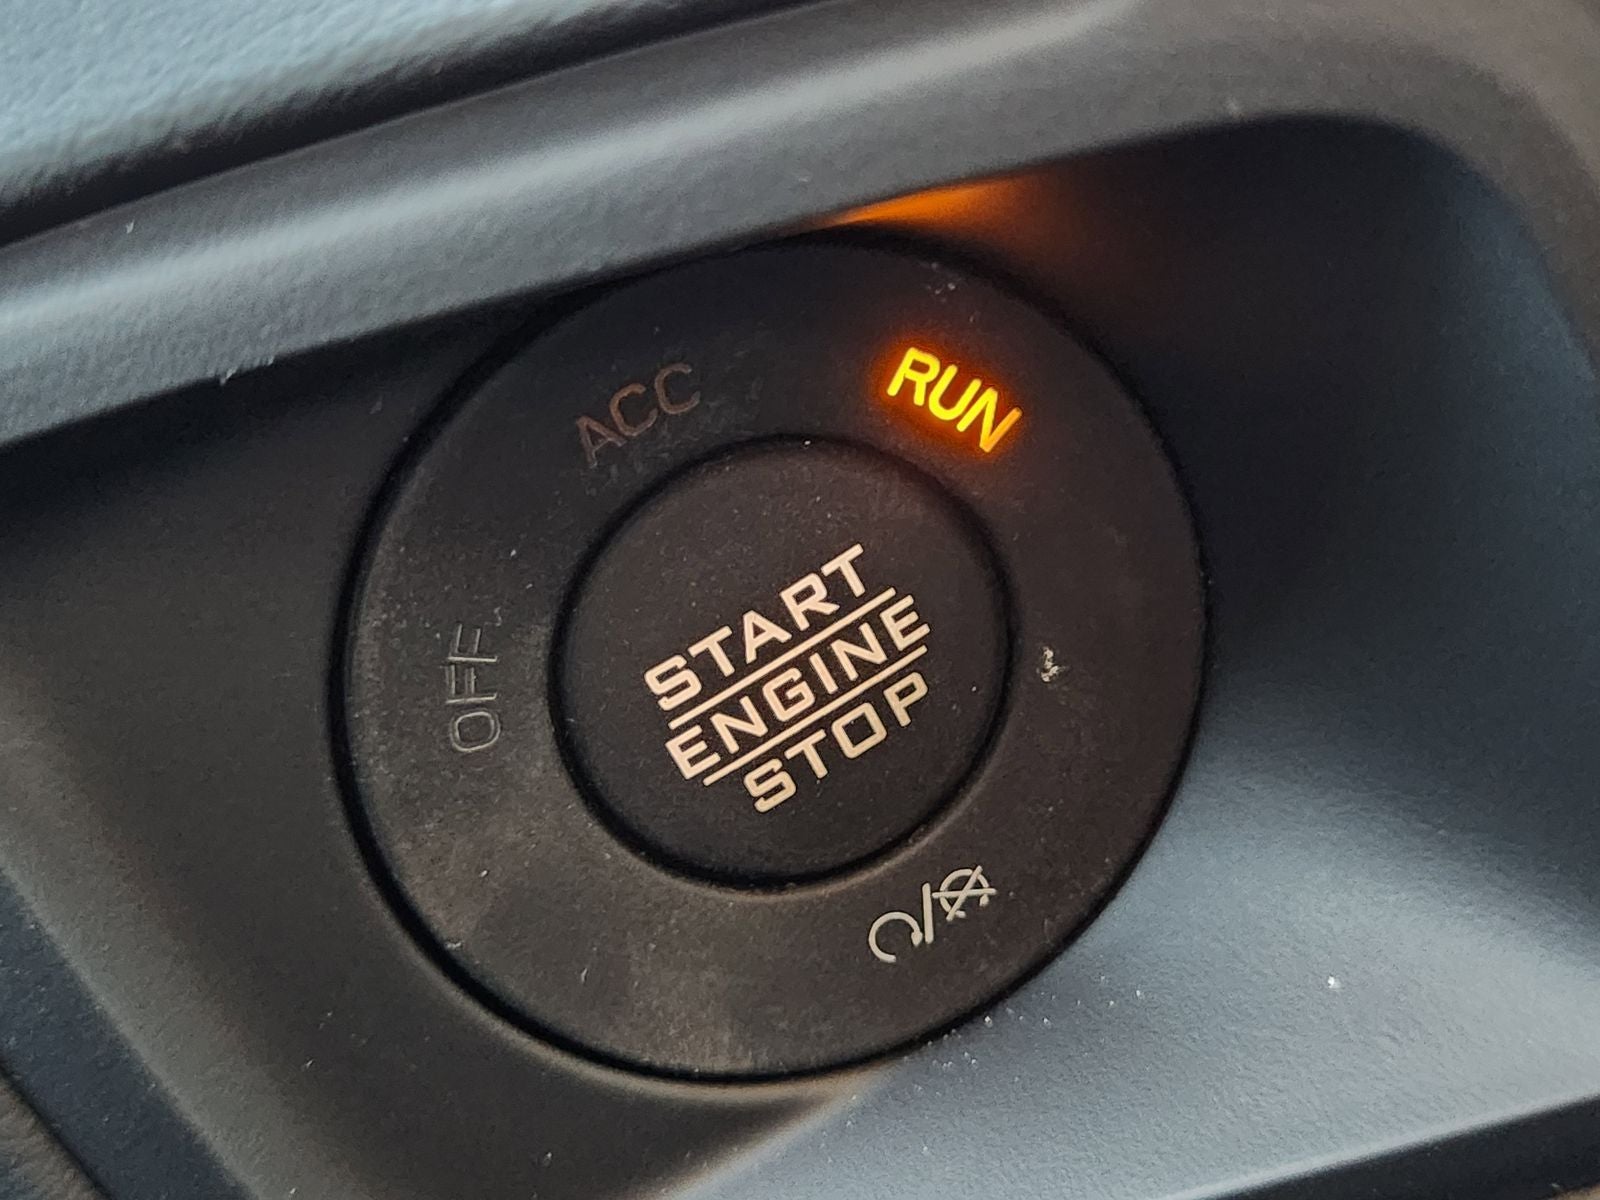 ACC
RUN
OFF
START
ENGINE
STOP